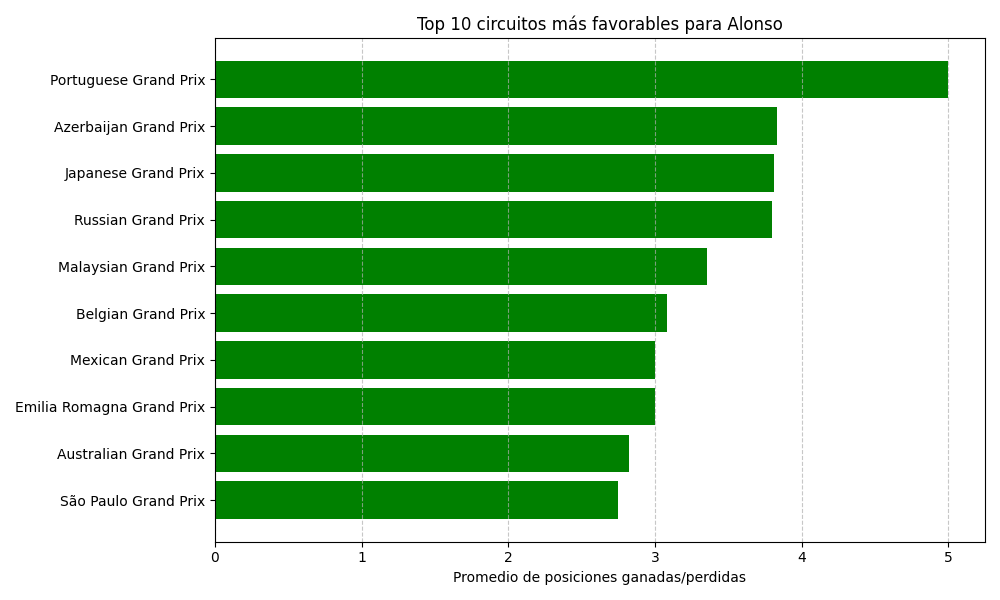 Top 10 circuitos más favorables para Alonso
Portuguese Grand Prix
Azerbaijan Grand Prix
Japanese Grand Prix
Russian Grand Prix
Malaysian Grand Prix
Belgian Grand Prix
Mexican Grand Prix
Emilia Romagna Grand Prix
Australian Grand Prix
São Paulo Grand Prix
0 1 2 3 4 5
Promedio de posiciones ganadas/perdidas